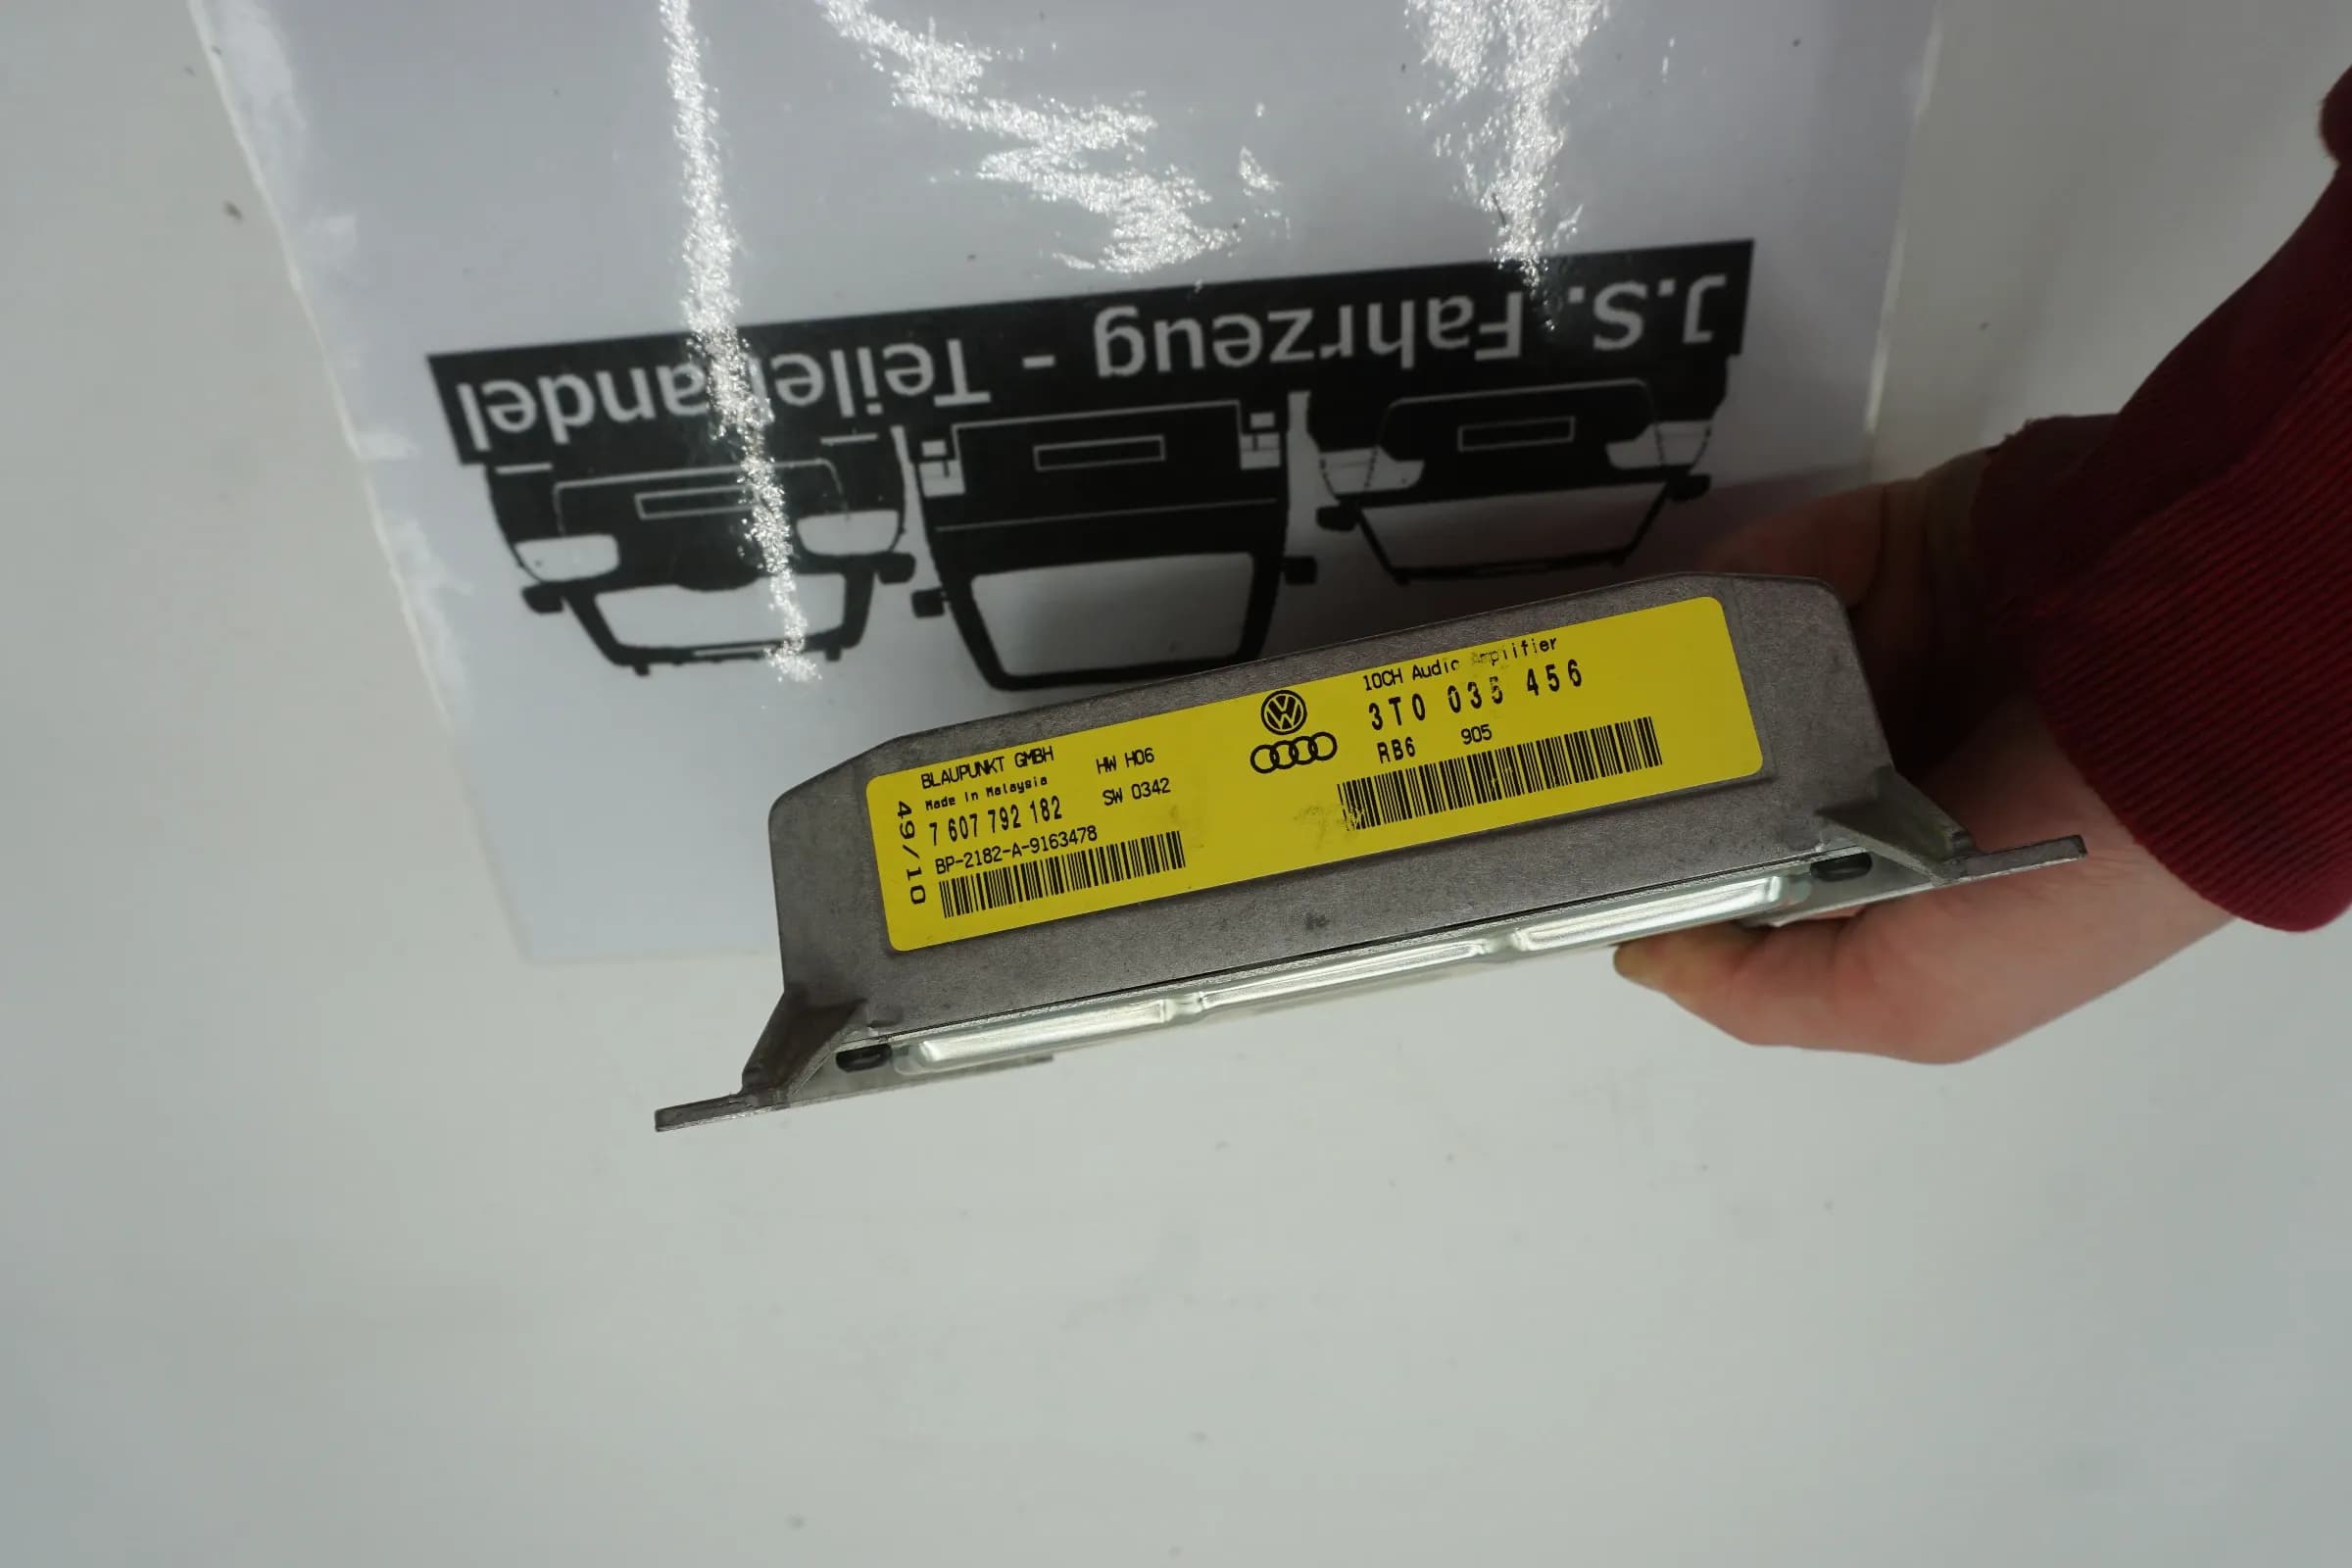 J.S. Fahrzeug - Teilehandel
BLAUPUNKT GMBH
Made in Malaysia
7 607 792 182
BP-2182-A-9163478
49/10
HW H06
SW 0342
10CH Audio Amplifier
3T0 035 456
RB6 905